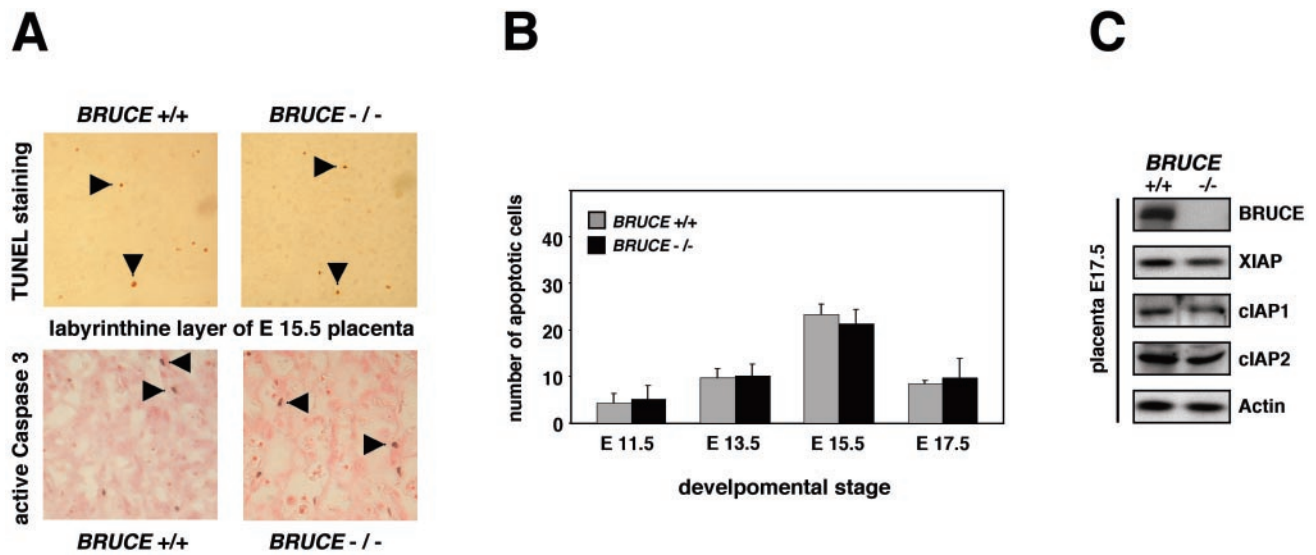 A
BRUCE +/+
BRUCE - / -
TUNEL staining
labyrinthine layer of E 15.5 placenta
active Caspase 3
BRUCE +/+
BRUCE - / -
B
number of apoptotic cells
40
30
20
10
0
BRUCE +/+
BRUCE - /-
E 11.5
E 13.5
E 15.5
E 17.5
develpomental stage
C
BRUCE
+/+
-/-
placenta E17.5
BRUCE
XIAP
cIAP1
cIAP2
Actin